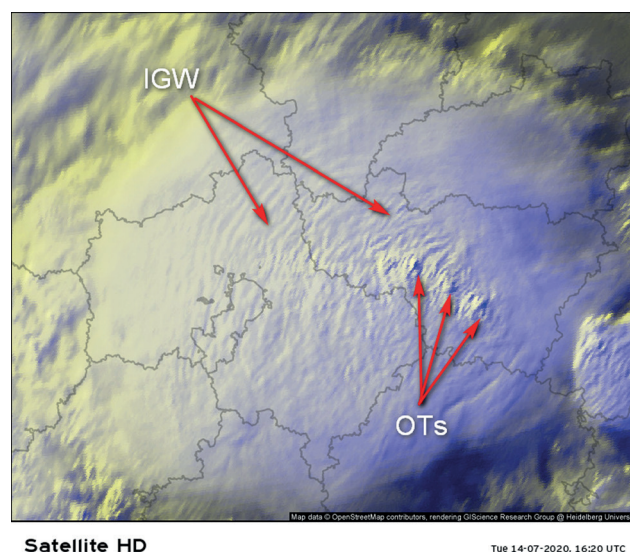 IGW
OTs
Map data © OpenStreetMap contributors, rendering GIScience Research Group @ Heidelberg Univers
Satellite HD
Tue 14-07-2020, 16:20 UTC